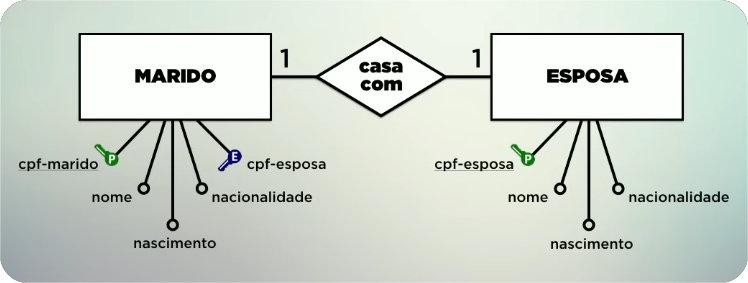 MARIDO
1
casa
com
1
ESPOSA
cpf-marido
P
E
cpf-esposa
nome
nacionalidade
nascimento
cpf-esposa
P
nome
nacionalidade
nascimento